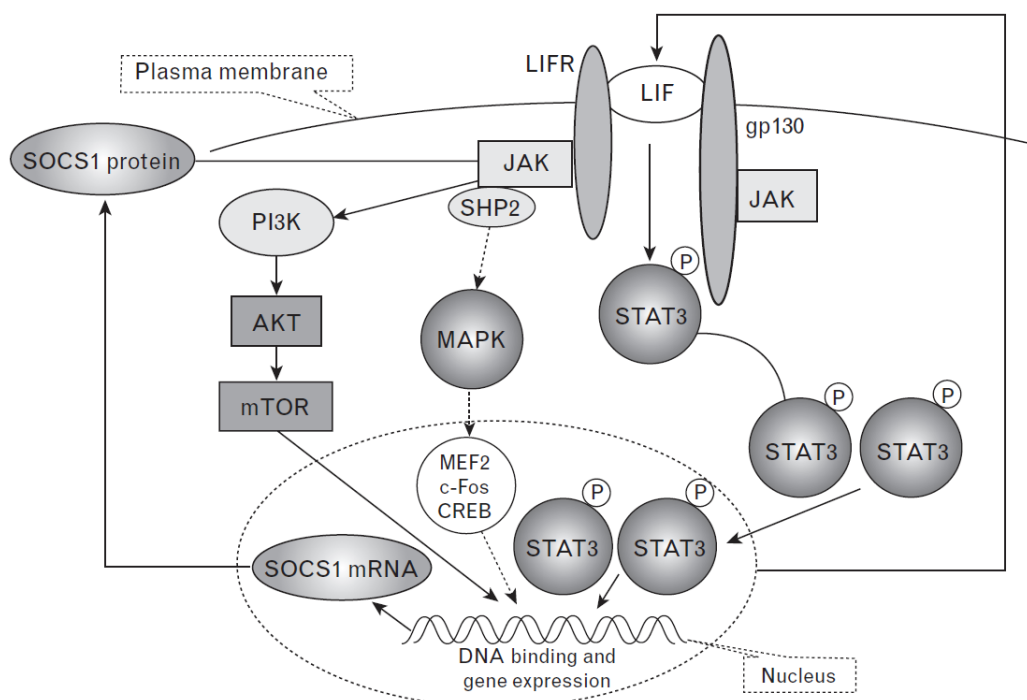 Plasma membrane
LIFR
LIF
gp130
SOCS1 protein
JAK
JAK
SHP2
PI3K
P
STAT3
AKT
MAPK
mTOR
P
STAT3
P
STAT3
MEF2
c-Fos
CREB
P
STAT3
P
STAT3
SOCS1 mRNA
DNA binding and
gene expression
Nucleus